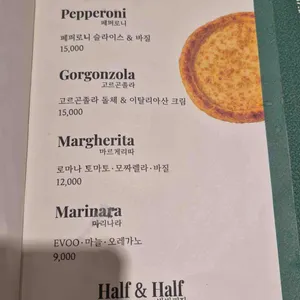 Pepperoni
페퍼로니
페퍼로니 슬라이스 & 바질
15,000
Gorgonzola
고르곤졸라
고르곤졸라 돌체 & 이탈리아산 크림
15,000
Margherita
마르게리따
로마나 토마토 · 모짜렐라 · 바질
12,000
Marinara
마리나라
EVOO · 마늘 · 오레가노
9,000
Half & Half